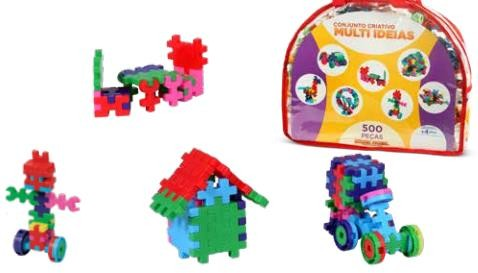 CONJUNTO CRIATIVO
MULTI IDEIAS
500
PEÇAS